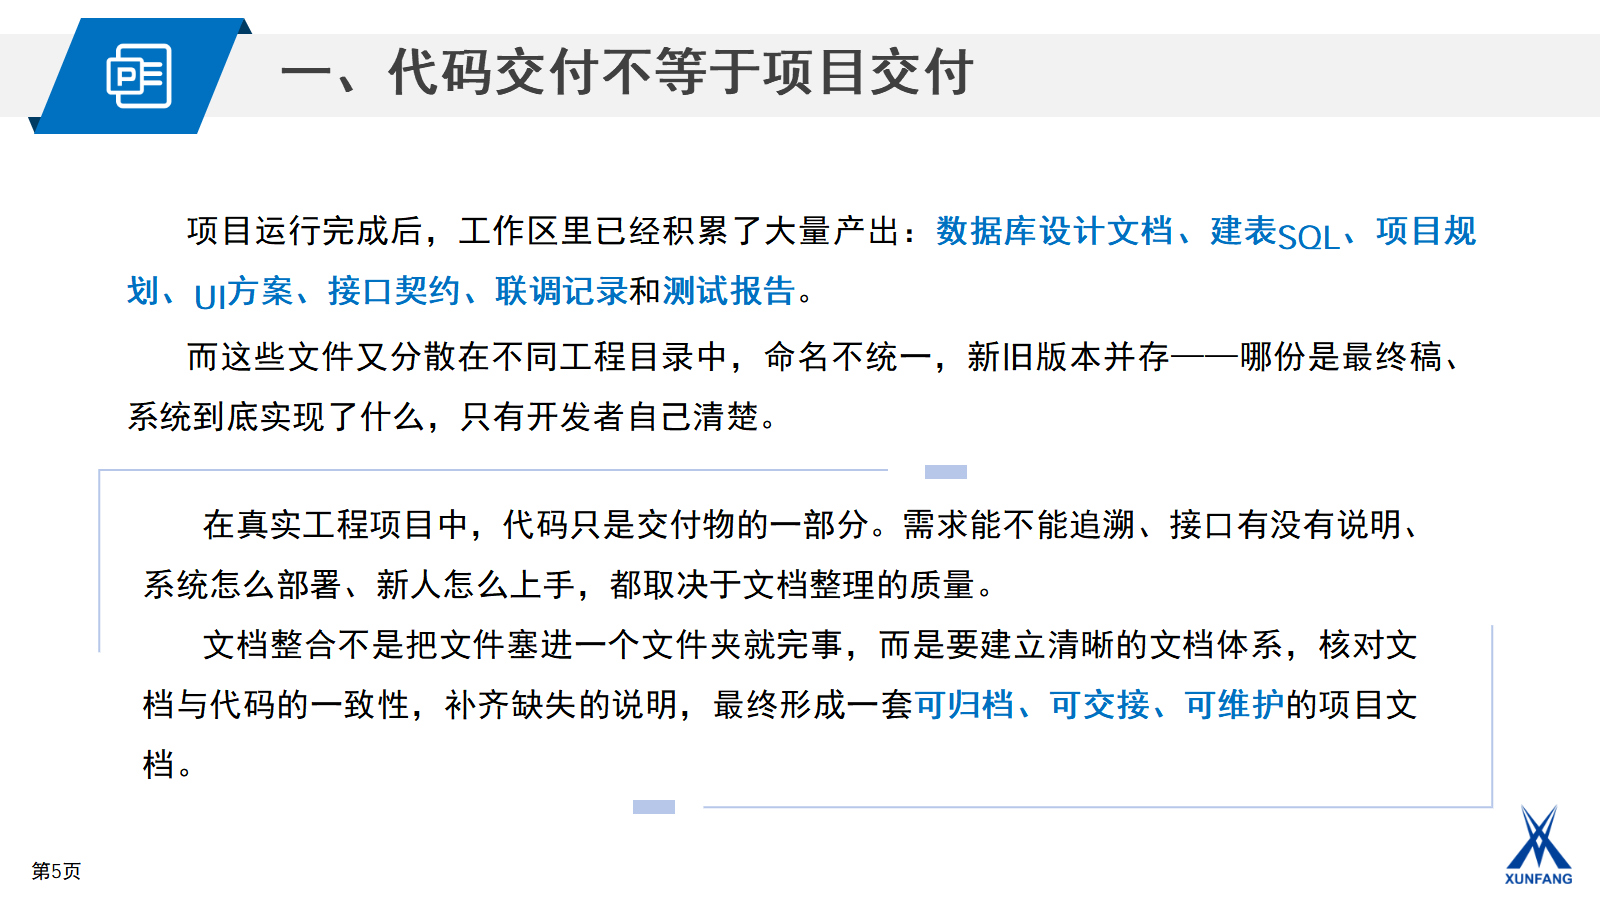 一、代码交付不等于项目交付
项目运行完成后，工作区里已经积累了大量产出：数据库设计文档、建表SQL、项目规
划、UI方案、接口契约、联调记录和测试报告。
而这些文件又分散在不同工程目录中，命名不统一，新旧版本并存——哪份是最终稿、
系统到底实现了什么，只有开发者自己清楚。
在真实工程项目中，代码只是交付物的一部分。需求能不能追溯、接口有没有说明、
系统怎么部署、新人怎么上手，都取决于文档整理的质量。
文档整合不是把文件塞进一个文件夹就完事，而是要建立清晰的文档体系，核对文
档与代码的一致性，补齐缺失的说明，最终形成一套可归档、可交接、可维护的项目文
档。
第5页
XUNFANG